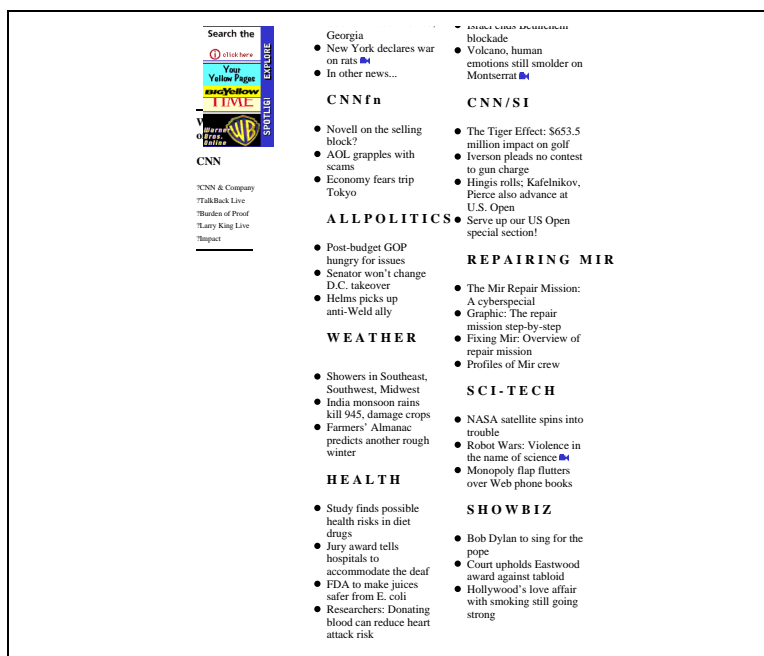 Search the
click here
Your
Yellow Pages
BIGYellow
TIME
Warner
Bros.
Online
WB
EXPLORE
SPOTLIGI
CNN
?CNN & Company
?TalkBack Live
?Burden of Proof
?Larry King Live
?Impact
Georgia
New York declares war
on rats
In other news...
CNNfn
Novell on the selling
block?
AOL grapples with
scams
Economy fears trip
Tokyo
ALLPOLITICS
Post-budget GOP
hungry for issues
Senator won't change
D.C. takeover
Helms picks up
anti-Weld ally
WEATHER
Showers in Southeast,
Southwest, Midwest
India monsoon rains
kill 945, damage crops
Farmers' Almanac
predicts another rough
winter
HEALTH
Study finds possible
health risks in diet
drugs
Jury award tells
hospitals to
accommodate the deaf
FDA to make juices
safer from E. coli
Researchers: Donating
blood can reduce heart
attack risk
Israel ends Bethlehem
blockade
Volcano, human
emotions still smolder on
Montserrat
CNN/SI
The Tiger Effect: $653.5
million impact on golf
Iverson pleads no contest
to gun charge
Hingis rolls; Kafelnikov,
Pierce also advance at
U.S. Open
Serve up our US Open
special section!
REPAIRING MIR
The Mir Repair Mission:
A cyberspecial
Graphic: The repair
mission step-by-step
Fixing Mir: Overview of
repair mission
Profiles of Mir crew
SCI-TECH
NASA satellite spins into
trouble
Robot Wars: Violence in
the name of science
Monopoly flap flutters
over Web phone books
SHOWBIZ
Bob Dylan to sing for the
pope
Court upholds Eastwood
award against tabloid
Hollywood's love affair
with smoking still going
strong